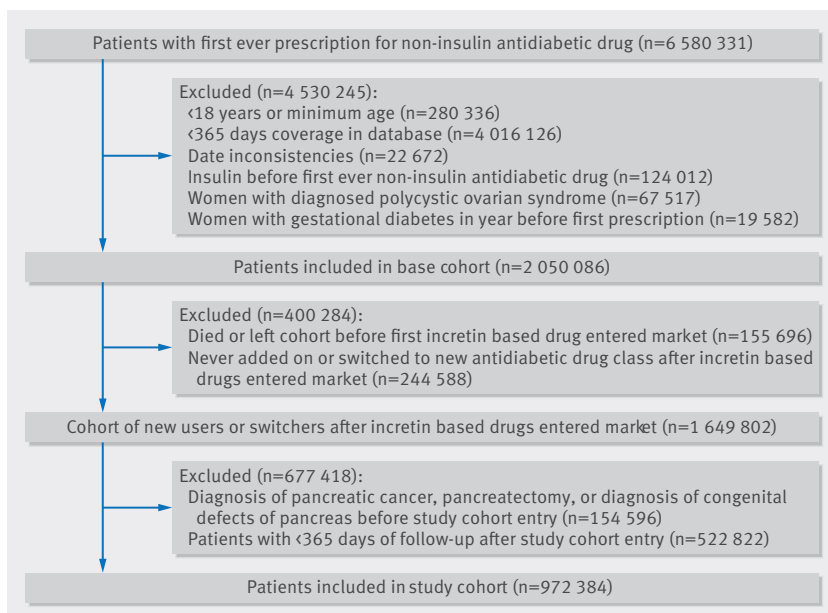 Patients with first ever prescription for non-insulin antidiabetic drug (n=6 580 331)
Excluded (n=4 530 245):
<18 years or minimum age (n=280 336)
<365 days coverage in database (n=4 016 126)
Date inconsistencies (n=22 672)
Insulin before first ever non-insulin antidiabetic drug (n=124 012)
Women with diagnosed polycystic ovarian syndrome (n=67 517)
Women with gestational diabetes in year before first prescription (n=19 582)
Patients included in base cohort (n=2 050 086)
Excluded (n=400 284):
Died or left cohort before first incretin based drug entered market (n=155 696)
Never added on or switched to new antidiabetic drug class after incretin based
drugs entered market (n=244 588)
Cohort of new users or switchers after incretin based drugs entered market (n=1 649 802)
Excluded (n=677 418):
Diagnosis of pancreatic cancer, pancreatectomy, or diagnosis of congenital
defects of pancreas before study cohort entry (n=154 596)
Patients with <365 days of follow-up after study cohort entry (n=522 822)
Patients included in study cohort (n=972 384)